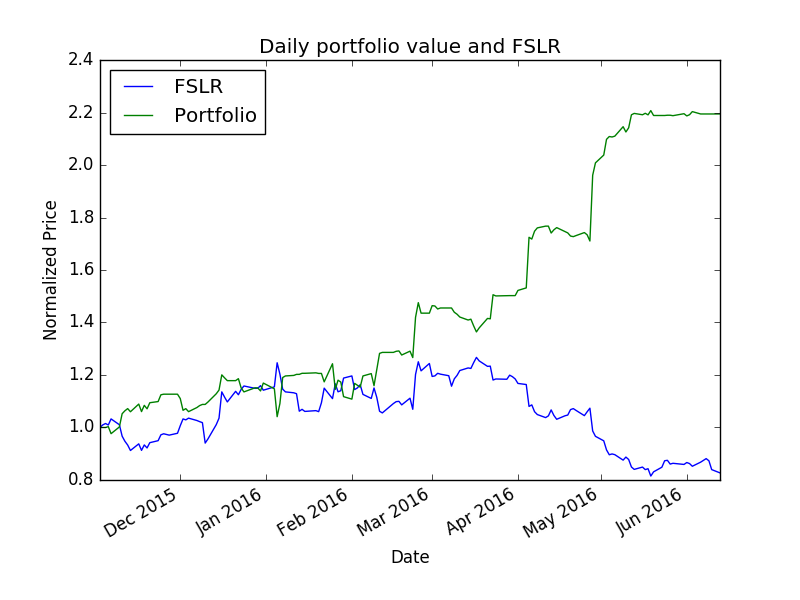 Daily portfolio value and FSLR
2.4
2.2
2.0
1.8
1.6
1.4
1.2
1.0
0.8
Normalized Price
FSLR
Portfolio
Dec 2015
Jan 2016
Feb 2016
Mar 2016
Apr 2016
May 2016
Jun 2016
Date